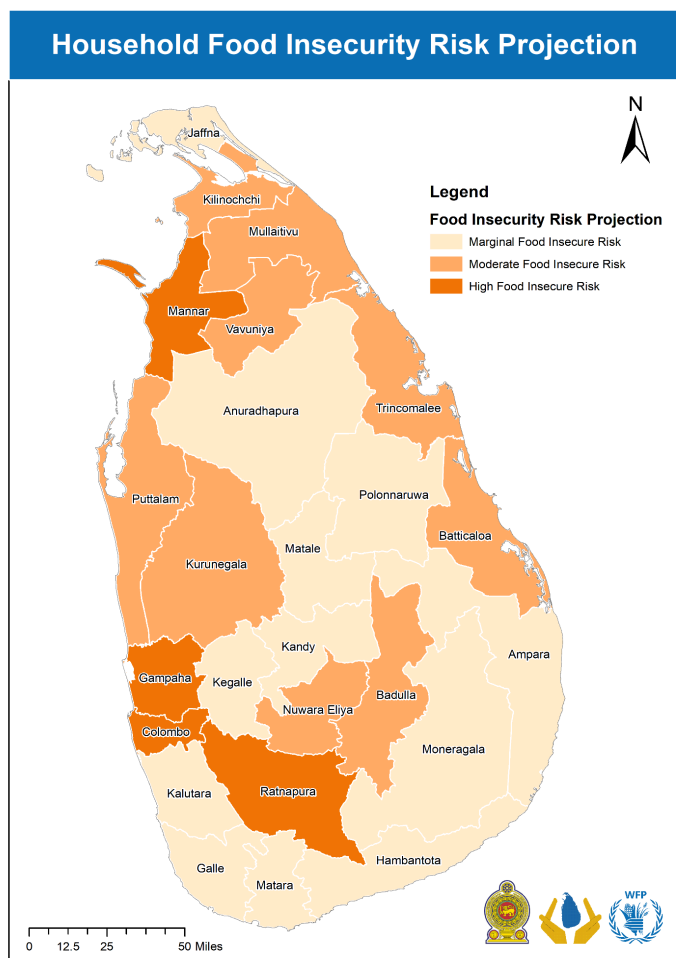 Household Food Insecurity Risk Projection
N
Legend
Food Insecurity Risk Projection
Marginal Food Insecure Risk
Moderate Food Insecure Risk
High Food Insecure Risk
Jaffna
Kilinochchi
Mullaitivu
Mannar
Vavuniya
Anuradhapura
Trincomalee
Polonnaruwa
Puttalam
Batticaloa
Matale
Kurunegala
Kandy
Ampara
Gampaha
Kegalle
Badulla
Nuwara Eliya
Colombo
Moneragala
Ratnapura
Kalutara
Hambantota
Galle
Matara
WFP
0 12.5 25 50 Miles